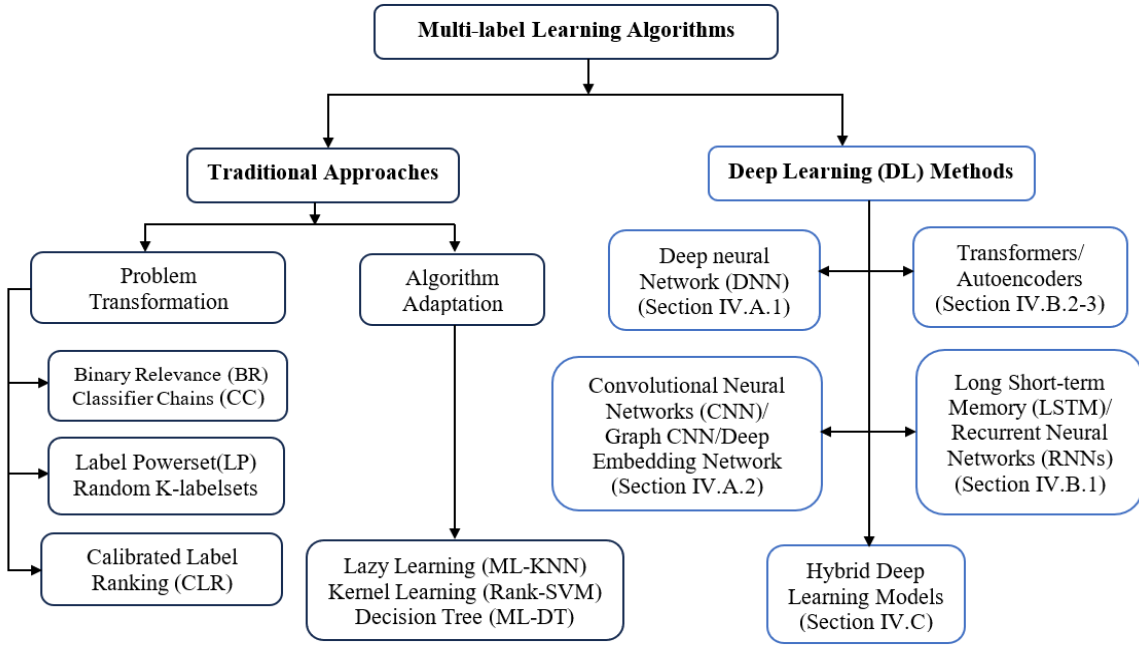 Multi-label Learning Algorithms
Traditional Approaches
Deep Learning (DL) Methods
Problem
Transformation
Algorithm
Adaptation
Binary Relevance (BR)
Classifier Chains (CC)
Label Powerset(LP)
Random K-labelsets
Calibrated Label
Ranking (CLR)
Lazy Learning (ML-KNN)
Kernel Learning (Rank-SVM)
Decision Tree (ML-DT)
Deep neural
Network (DNN)
(Section IV.A.1)
Transformers/
Autoencoders
(Section IV.B.2-3)
Convolutional Neural
Networks (CNN)/
Graph CNN/Deep
Embedding Network
(Section IV.A.2)
Long Short-term
Memory (LSTM)/
Recurrent Neural
Networks (RNNs)
(Section IV.B.1)
Hybrid Deep
Learning Models
(Section IV.C)